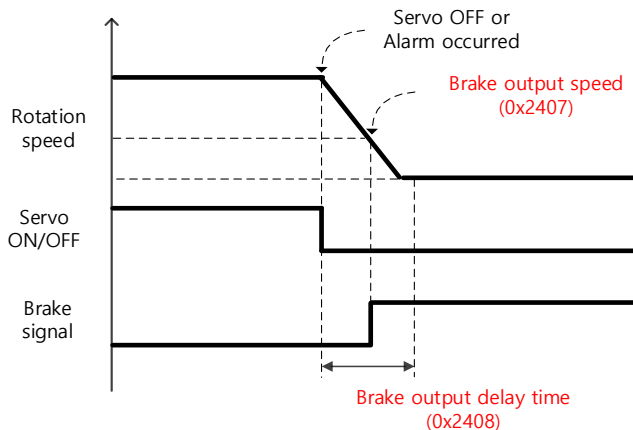 Servo OFF or
Alarm occurred
Brake output speed
(0x2407)
Rotation
speed
Servo
ON/OFF
Brake
signal
Brake output delay time
(0x2408)